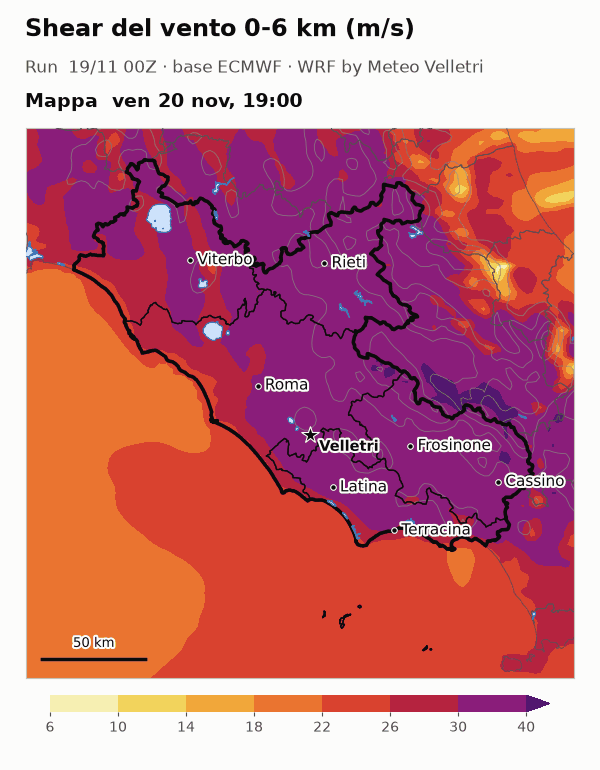 Shear del vento 0-6 km (m/s)
Run  19/11 00Z · base ECMWF · WRF by Meteo Velletri
Mappa  ven 20 nov, 19:00
Viterbo
Rieti
Roma
Velletri
Frosinone
Cassino
Latina
Terracina
50 km
6 10 14 18 22 26 30 40